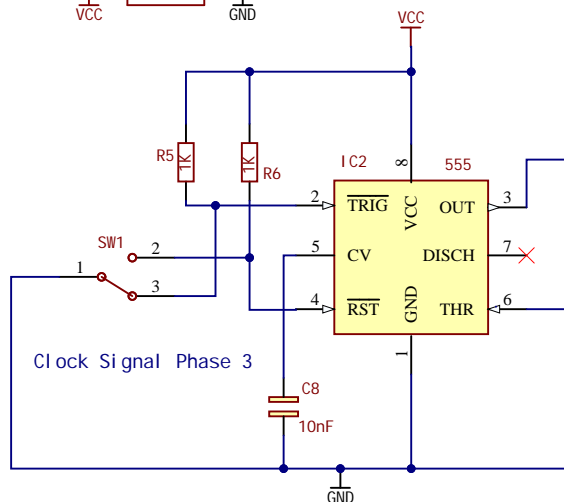 VCC
GND
VCC
R5
1K
1K
R6
IC2
555
8
2
TRIG
VCC
OUT
3
SW1
2
5
CV
DISCH
7
1
3
4
RST
GND
THR
6
1
Clock Signal Phase 3
C8
10nF
GND